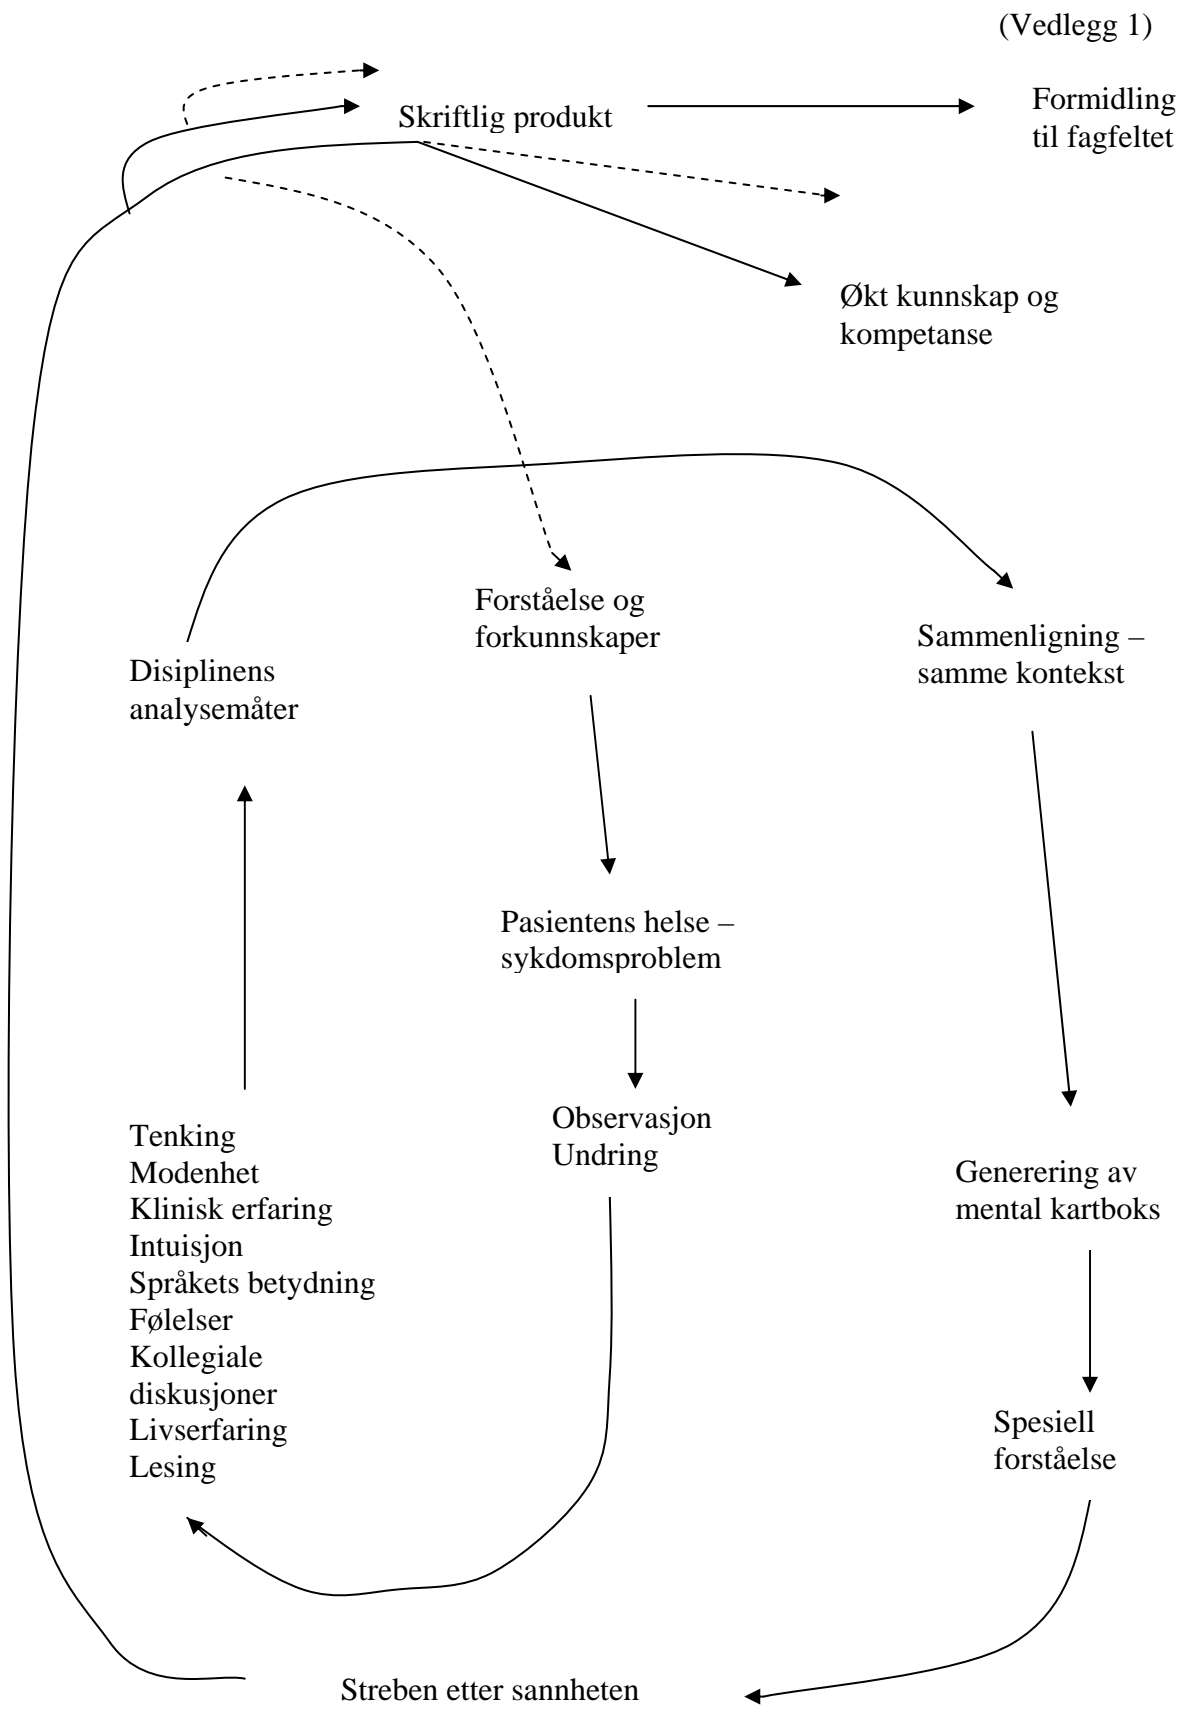 (Vedlegg 1)
Skriftlig produkt
Formidling
til fagfeltet
Økt kunnskap og
kompetanse
Forståelse og
forkunnskaper
Sammenligning –
samme kontekst
Disiplinens
analysemåter
Pasientens helse –
sykdomsproblem
Observasjon
Undring
Tenking
Modenhet
Klinisk erfaring
Intuisjon
Språkets betydning
Følelser
Kollegiale
diskusjoner
Livserfaring
Lesing
Generering av
mental kartboks
Spesiell
forståelse
Streben etter sannheten